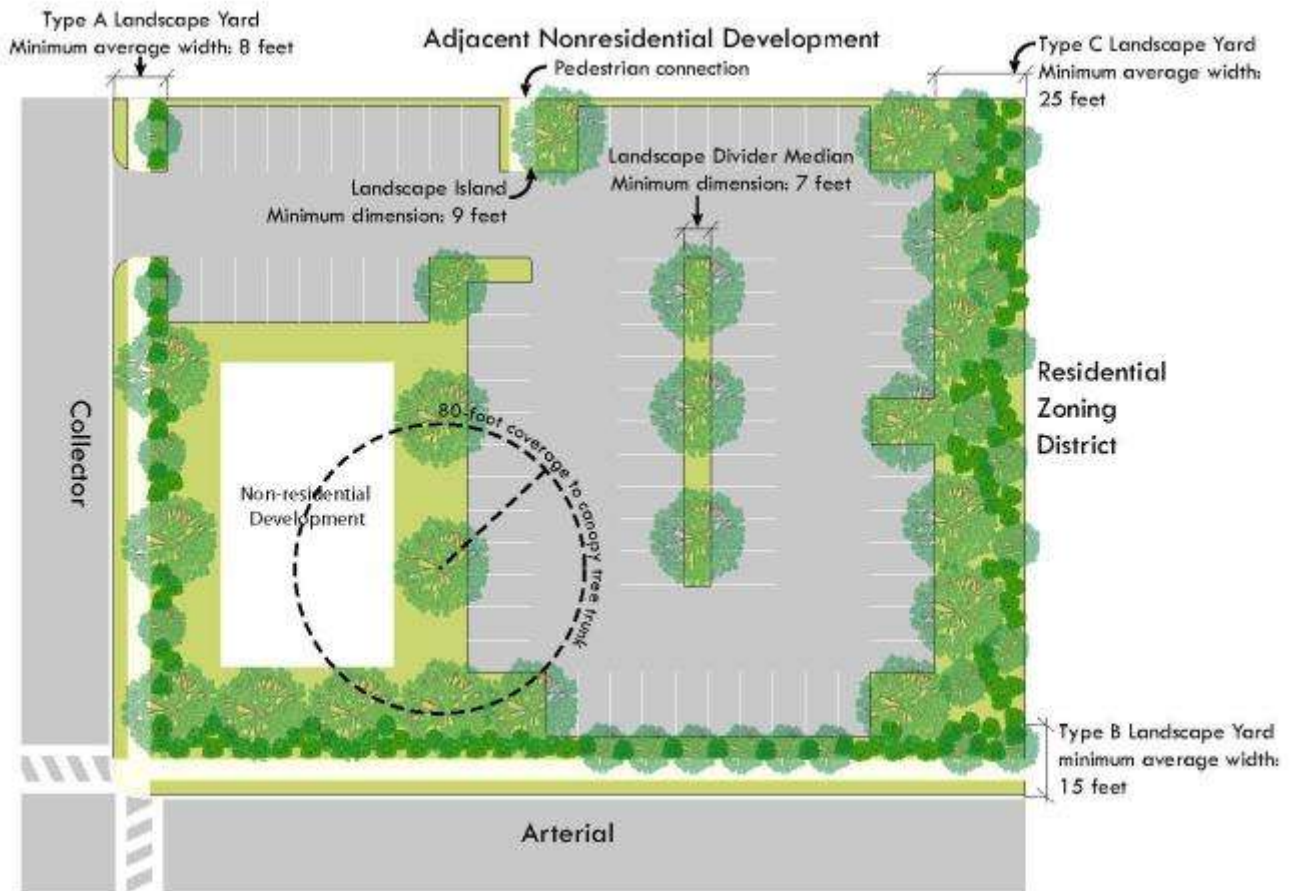 Type A Landscape Yard
Minimum average width: 8 feet
Adjacent Nonresidential Development
Pedestrian connection
Type C Landscape Yard
Minimum average width:
25 feet
Landscape Divider Median
Minimum dimension: 7 feet
Landscape Island
Minimum dimension: 9 feet
Residential
Zoning
District
Collector
80-foot coverage to canopy tree trunk
Non-residential
Development
Type B Landscape Yard
minimum average width:
15 feet
Arterial